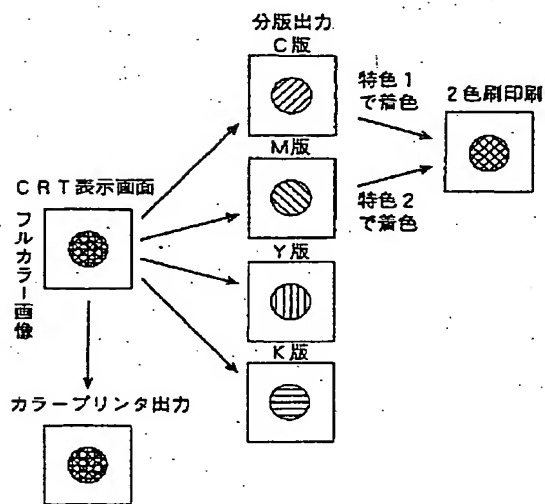 分版出力
C版
特色1
で着色
2色刷印刷
M版
特色2
で着色
CRT表示画面
フルカラー画像
Y版
K版
カラープリンタ出力